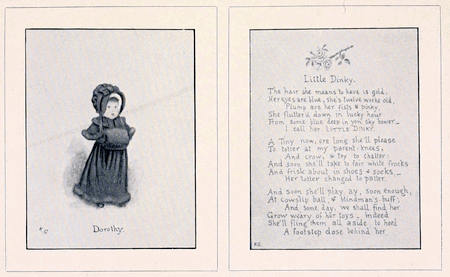 K G
Dorothy.
Little Dinky.
The hair she means to have is gold,
Her eyes are blue, she's twelve weeks old,
Plump are her fists & pinky.
She flutter'd down in lucky hour
From some blue deep in yon sky bower—
I call her LITTLE DINKY.
A Tiny now, ere long she'll please
To totter at my parent-knees,
And crow, & try to chatter:
And soon she'll take to fair white frocks
And frisk about in shoes & socks,—
Her totter changed to patter.
And soon she'll play, ay, soon enough,
At cowslip ball & blindman's-buff;
And some day we shall find her
Grow weary of her toys – indeed
She'll fling them all aside to heed
A footstep close behind her
K.G.